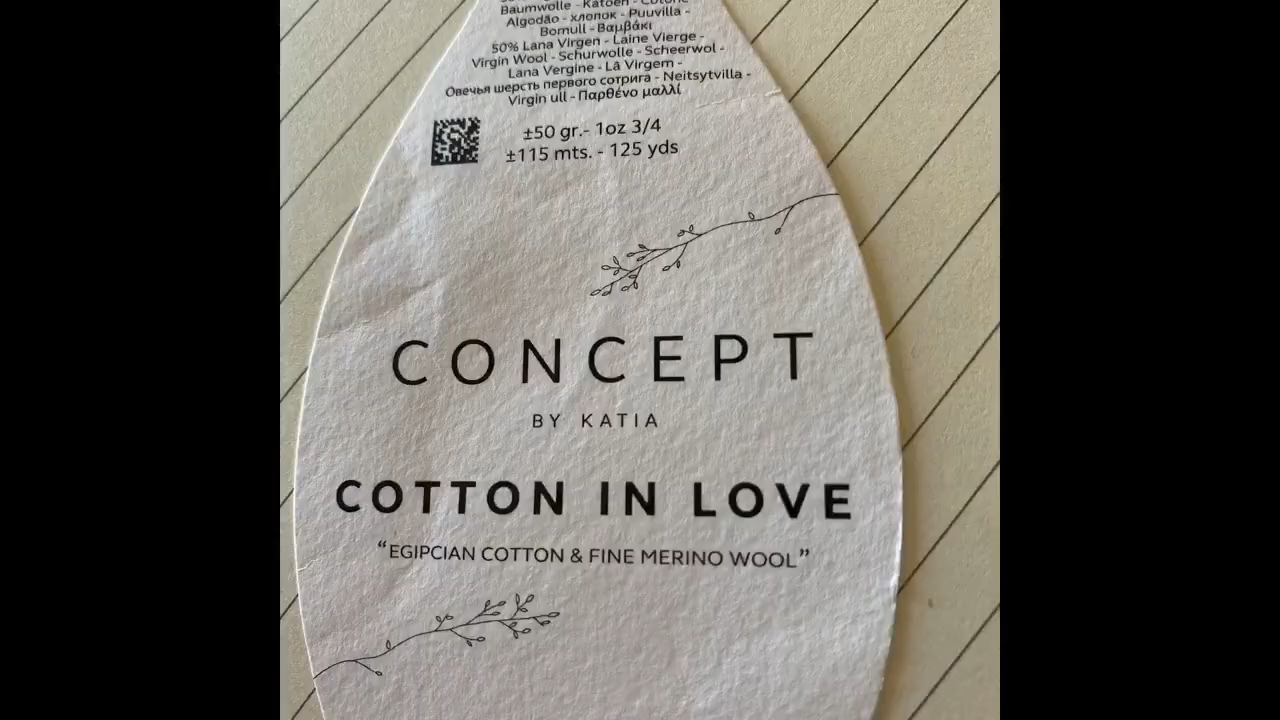 Baumwolle - Katoen - Cotone
Algodão - хлопок - Puuvilla -
Bomull - Βαμβάκι
50% Lana Virgen - Laine Vierge -
Virgin Wool - Schurwolle - Scheerwol -
Lana Vergine - Lã Virgem -
Овечья шерсть первого сотрига - Neitsytvilla -
Virgin ull - Παρθένο μαλλί
±50 gr.- 1oz 3/4
±115 mts. - 125 yds
CONCEPT
BY KATIA
COTTON IN LOVE
“EGIPCIAN COTTON & FINE MERINO WOOL”